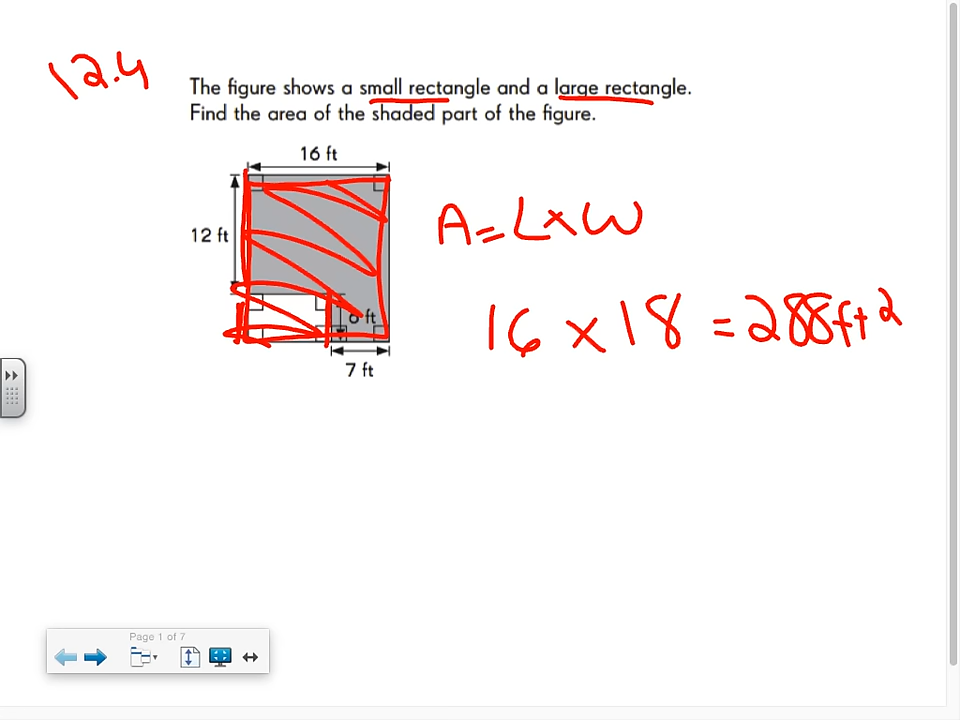 12.4
The figure shows a small rectangle and a large rectangle.
Find the area of the shaded part of the figure.
16 ft
12 ft
A=L×W
6 ft
16 × 18 = 288ft²
7 ft
Page 1 of 7